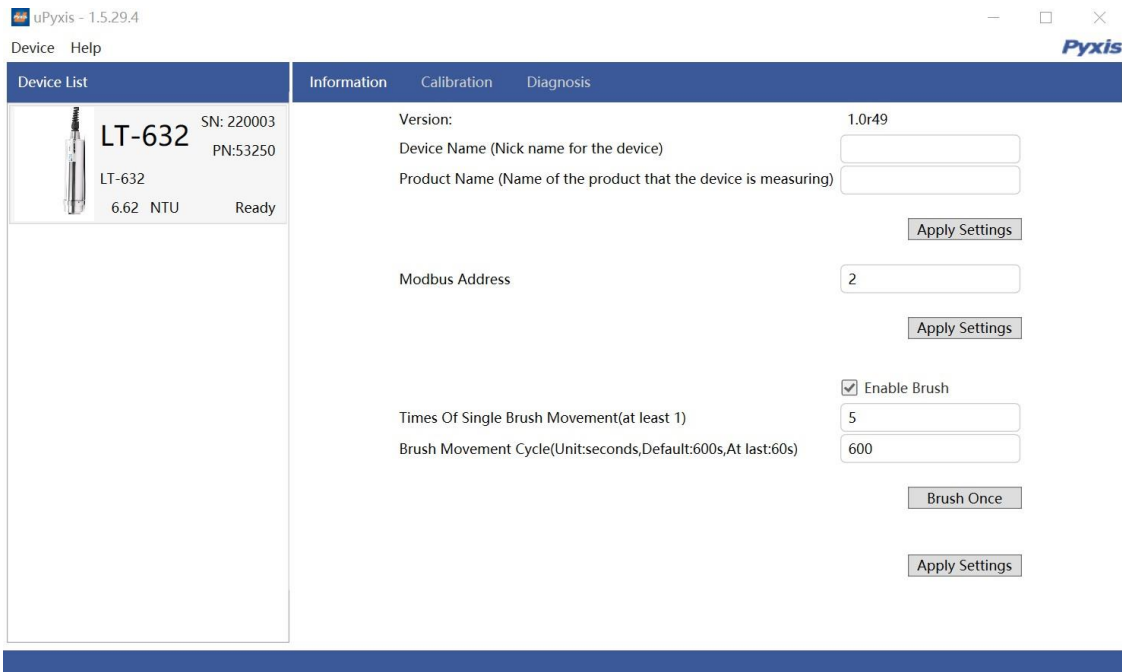 uPyxis - 1.5.29.4
Device Help
Pyxis
Device List
Information Calibration Diagnosis
LT-632
SN: 220003
PN:53250
LT-632
6.62 NTU Ready
Version: 1.0r49
Device Name (Nick name for the device)
Product Name (Name of the product that the device is measuring)
Apply Settings
Modbus Address 2
Apply Settings
Enable Brush
Times Of Single Brush Movement(at least 1) 5
Brush Movement Cycle(Unit:seconds,Default:600s,At last:60s) 600
Brush Once
Apply Settings